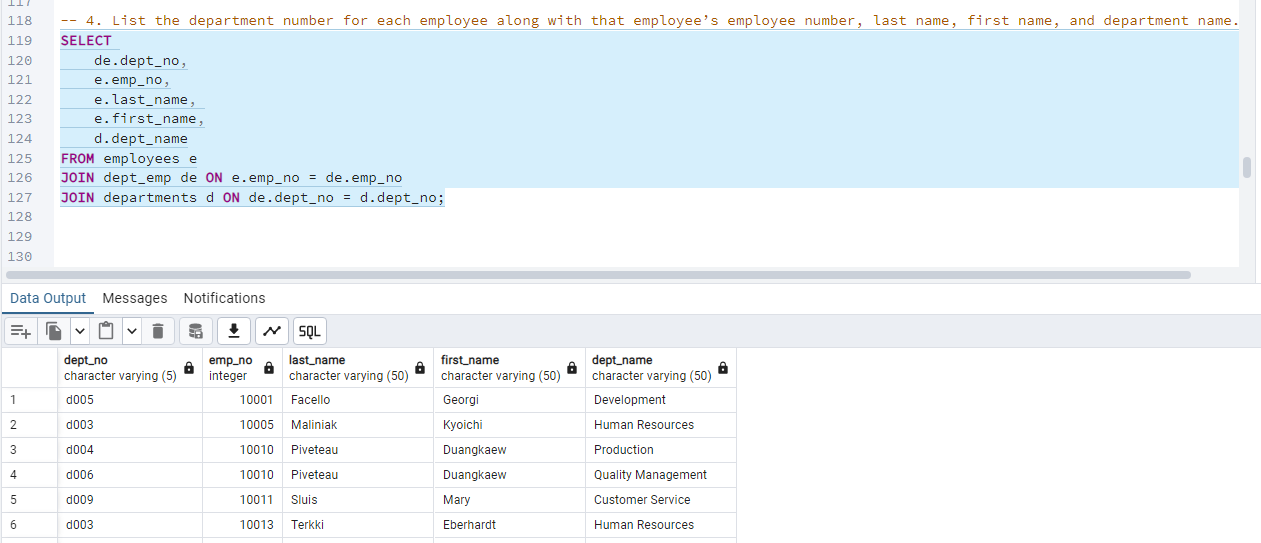 117
118 -- 4. List the department number for each employee along with that employee’s employee number, last name, first name, and department name.
119 SELECT
120 de.dept_no,
121 e.emp_no,
122 e.last_name,
123 e.first_name,
124 d.dept_name
125 FROM employees e
126 JOIN dept_emp de ON e.emp_no = de.emp_no
127 JOIN departments d ON de.dept_no = d.dept_no;
128
129
130
Data Output Messages Notifications
SQL
dept_no emp_no last_name first_name dept_name
character varying (5) integer character varying (50) character varying (50) character varying (50)
1 d005 10001 Facello Georgi Development
2 d003 10005 Maliniak Kyoichi Human Resources
3 d004 10010 Piveteau Duangkaew Production
4 d006 10010 Piveteau Duangkaew Quality Management
5 d009 10011 Sluis Mary Customer Service
6 d003 10013 Terkki Eberhardt Human Resources